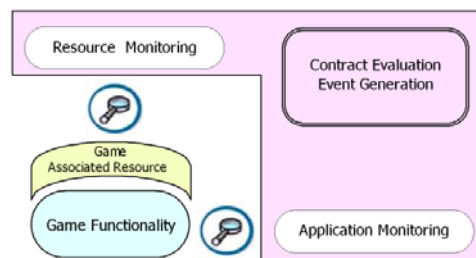 Resource Monitoring
Contract Evaluation
Event Generation
Game
Associated Resource
Game Functionality
Application Monitoring